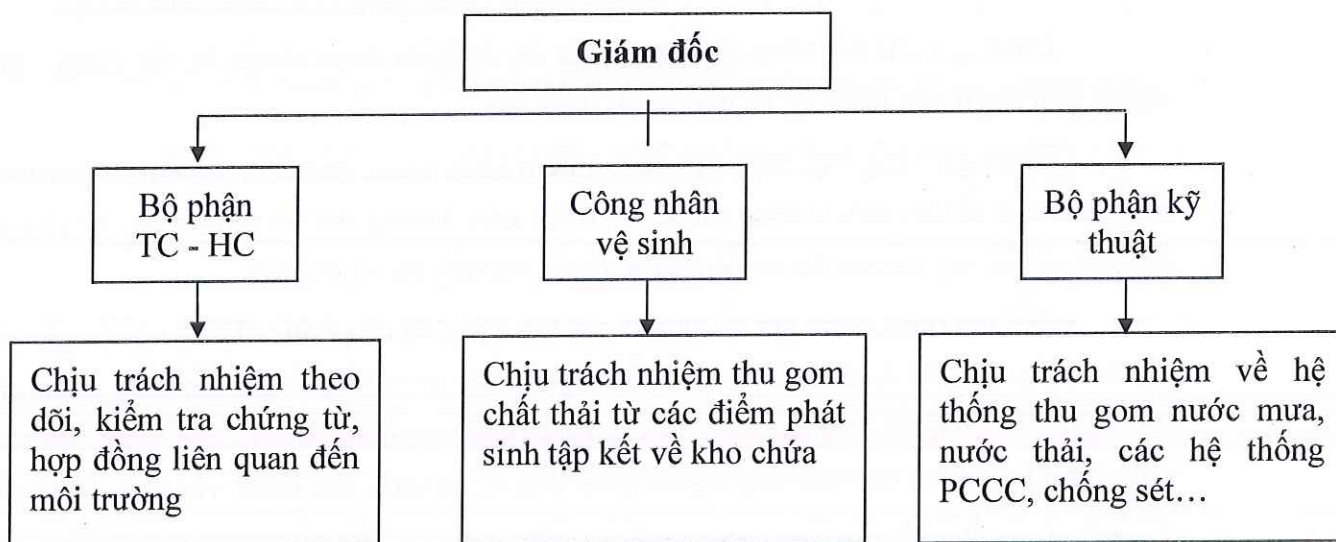 Giám đốc
Bộ phận
TC - HC
Công nhân
vệ sinh
Bộ phận kỹ
thuật
Chịu trách nhiệm theo
dõi, kiểm tra chứng từ,
hợp đồng liên quan đến
môi trường
Chịu trách nhiệm thu gom
chất thải từ các điểm phát
sinh tập kết về kho chứa
Chịu trách nhiệm về hệ
thống thu gom nước mưa,
nước thải, các hệ thống
PCCC, chống sét...